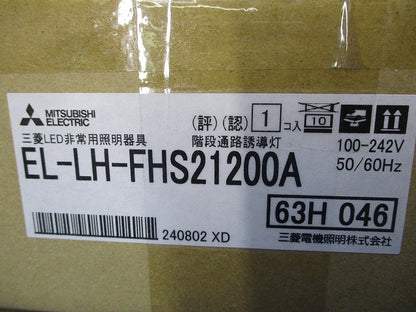 MITSUBISHI
ELECTRIC
三菱LED非常用照明器具
(評)(認) 1 コ入 10
階段通路誘導灯
100-242V
50/60Hz
EL-LH-FHS21200A
63H 046
240802 XD
三菱電機照明株式会社